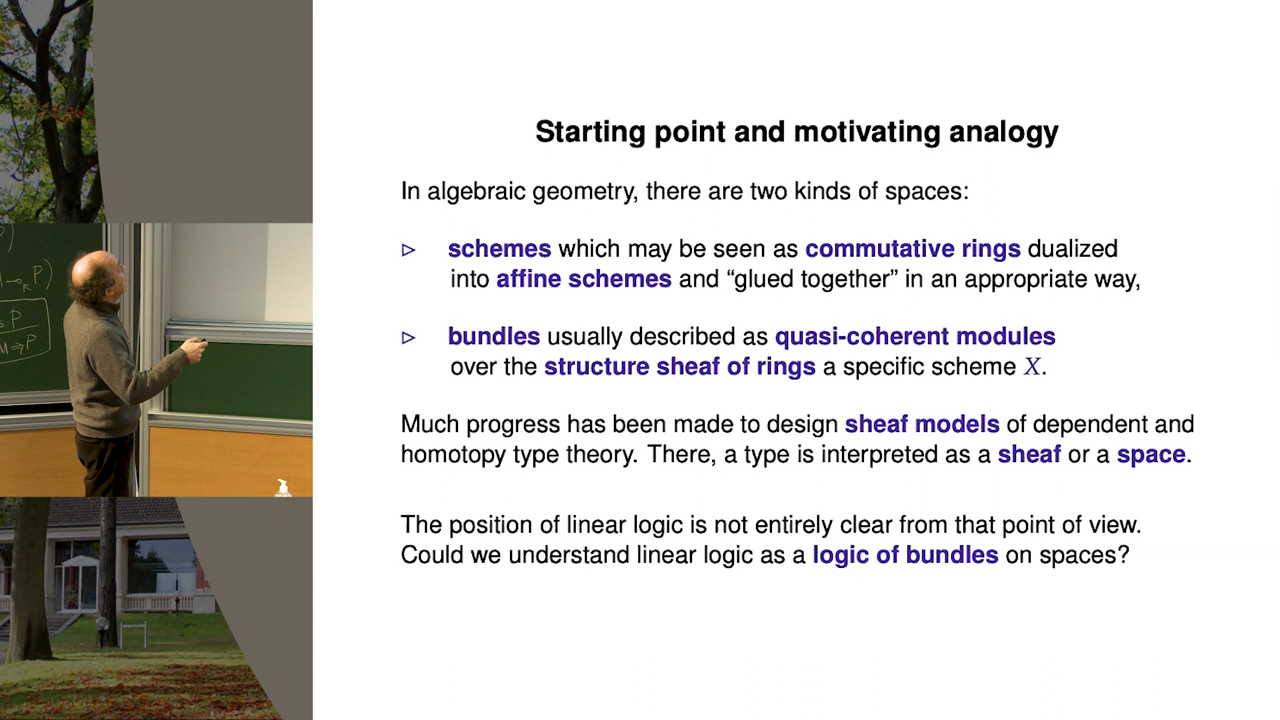 Starting point and motivating analogy
In algebraic geometry, there are two kinds of spaces:
▷ schemes which may be seen as commutative rings dualized
into affine schemes and “glued together” in an appropriate way,
▷ bundles usually described as quasi-coherent modules
over the structure sheaf of rings a specific scheme X.
Much progress has been made to design sheaf models of dependent and
homotopy type theory. There, a type is interpreted as a sheaf or a space.
The position of linear logic is not entirely clear from that point of view.
Could we understand linear logic as a logic of bundles on spaces?
P)
P
M⇒P